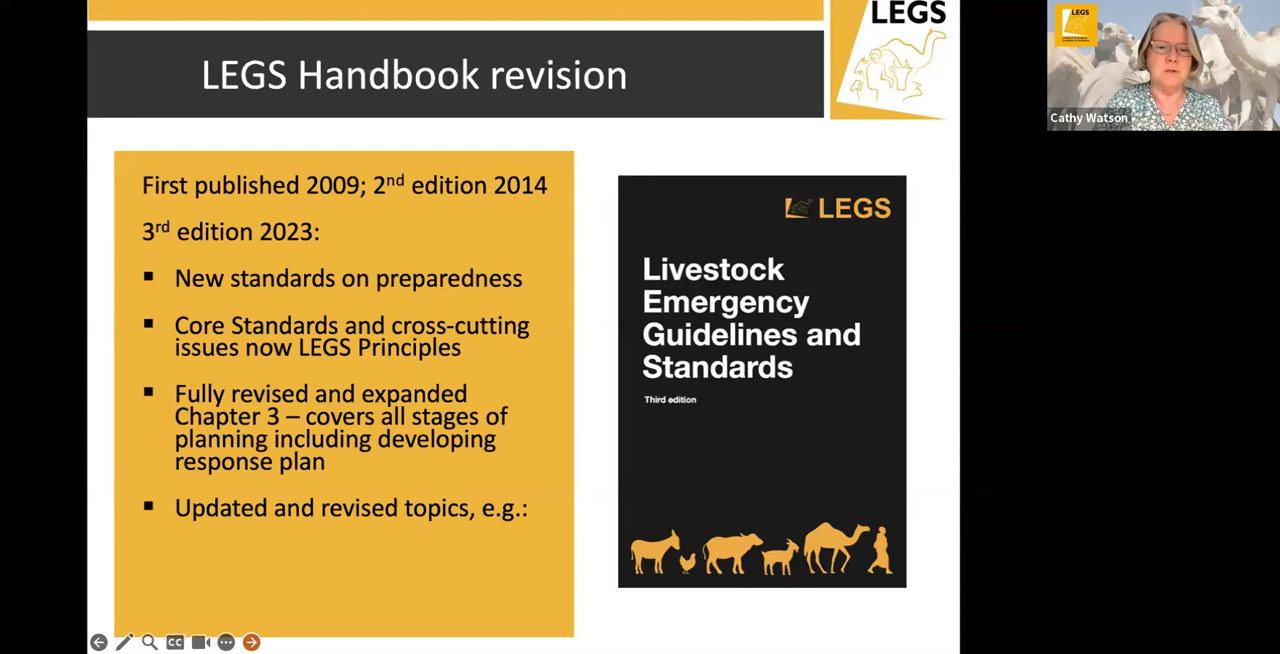 LEGS Handbook revision
LEGS
First published 2009; 2nd edition 2014
3rd edition 2023:
▪ New standards on preparedness
▪ Core Standards and cross-cutting
issues now LEGS Principles
▪ Fully revised and expanded
Chapter 3 – covers all stages of
planning including developing
response plan
▪ Updated and revised topics, e.g.:
LEGS
Livestock
Emergency
Guidelines and
Standards
Third edition
CC
LEGS
Cathy Watson